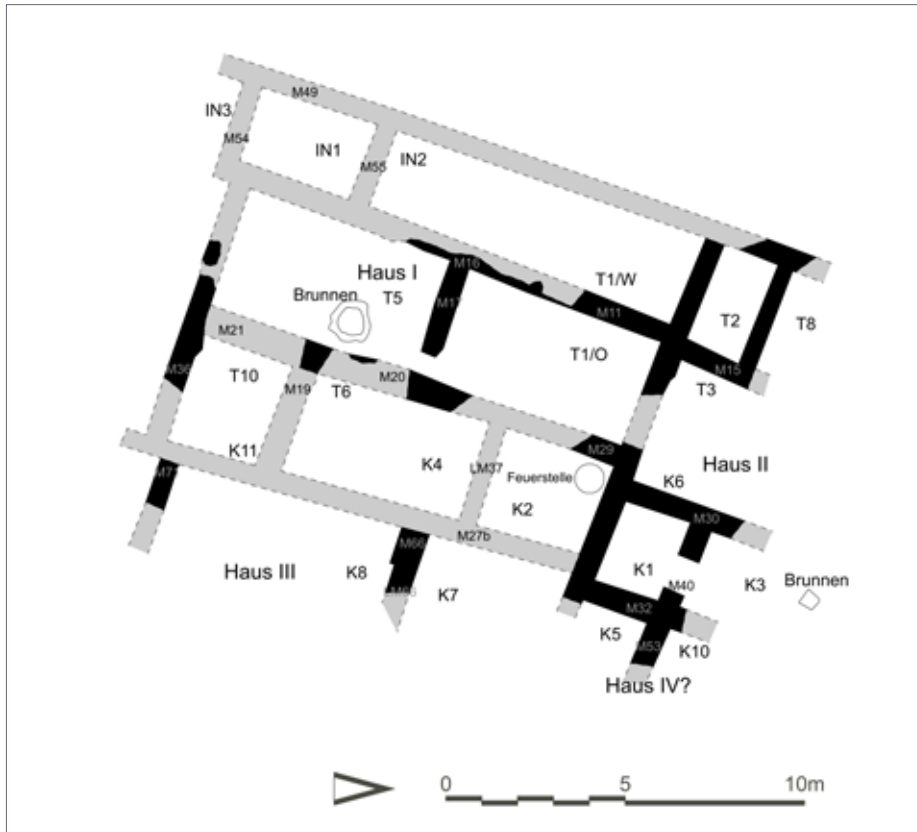 M49
IN3
M54
IN1
M55
IN2
Haus I
M16
T1/W
Brunnen
T5
M17
M11
T2
T8
M21
T1/O
M15
M36
T10
M19
T6
M20
T3
K11
K4
LM37
M29
Haus II
Feuerstelle
K6
M71
K2
M30
M27b
M66
Haus III
K8
K7
K1
M40
K3
Brunnen
M32
K5
M53
K10
Haus IV?
0 5 10m